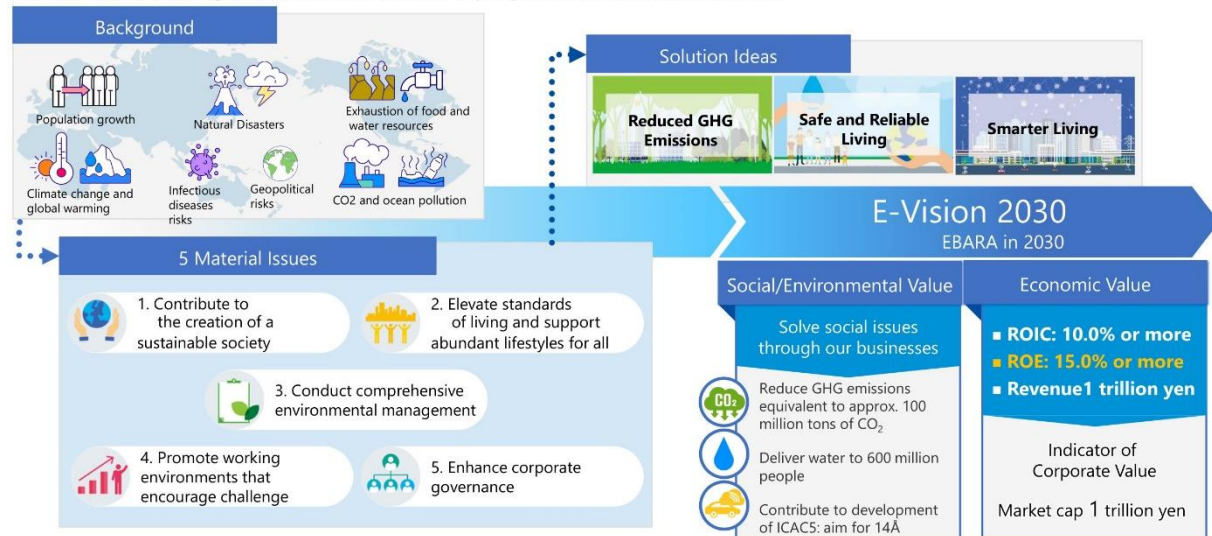 Background
Population growth
Natural Disasters
Exhaustion of food and
water resources
Climate change and
global warming
Infectious
diseases
risks
Geopolitical
risks
CO2 and ocean pollution
5 Material Issues
1. Contribute to
the creation of a
sustainable society
2. Elevate standards
of living and support
abundant lifestyles for all
3. Conduct comprehensive
environmental management
4. Promote working
environments that
encourage challenge
5. Enhance corporate
governance
Solution Ideas
Reduced GHG
Emissions
Safe and Reliable
Living
Smarter Living
E-Vision 2030
EBARA in 2030
Social/Environmental Value
Solve social issues
through our businesses
CO₂
Reduce GHG emissions
equivalent to approx. 100
million tons of CO₂
Deliver water to 600 million
people
Contribute to development
of ICAC5: aim for 14Å
Economic Value
▪ ROIC: 10.0% or more
▪ ROE: 15.0% or more
▪ Revenue1 trillion yen
Indicator of
Corporate Value
Market cap 1 trillion yen